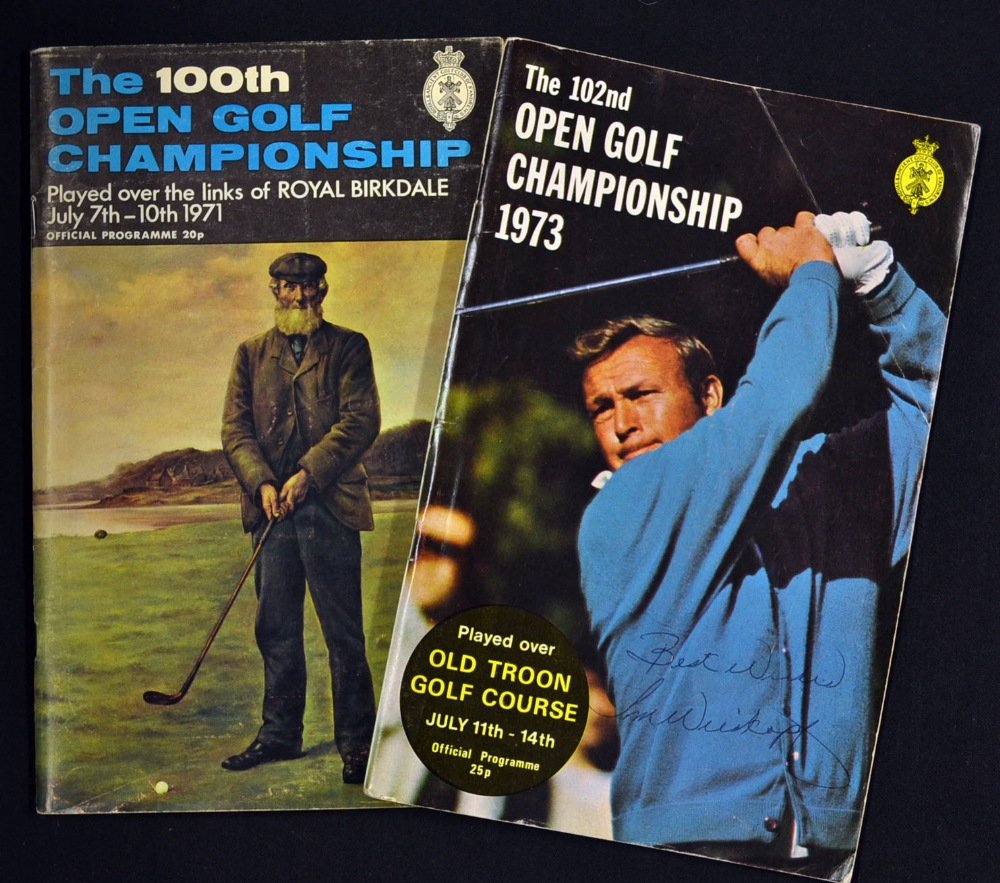 The 100th
OPEN GOLF
CHAMPIONSHIP
Played over the links of ROYAL BIRKDALE
July 7th-10th 1971
OFFICIAL PROGRAMME 20p
The 102nd
OPEN GOLF
CHAMPIONSHIP
1973
Played over
OLD TROON
GOLF COURSE
JULY 11th - 14th
Official Programme
25p
Best Wishes
Tom Weiskopf